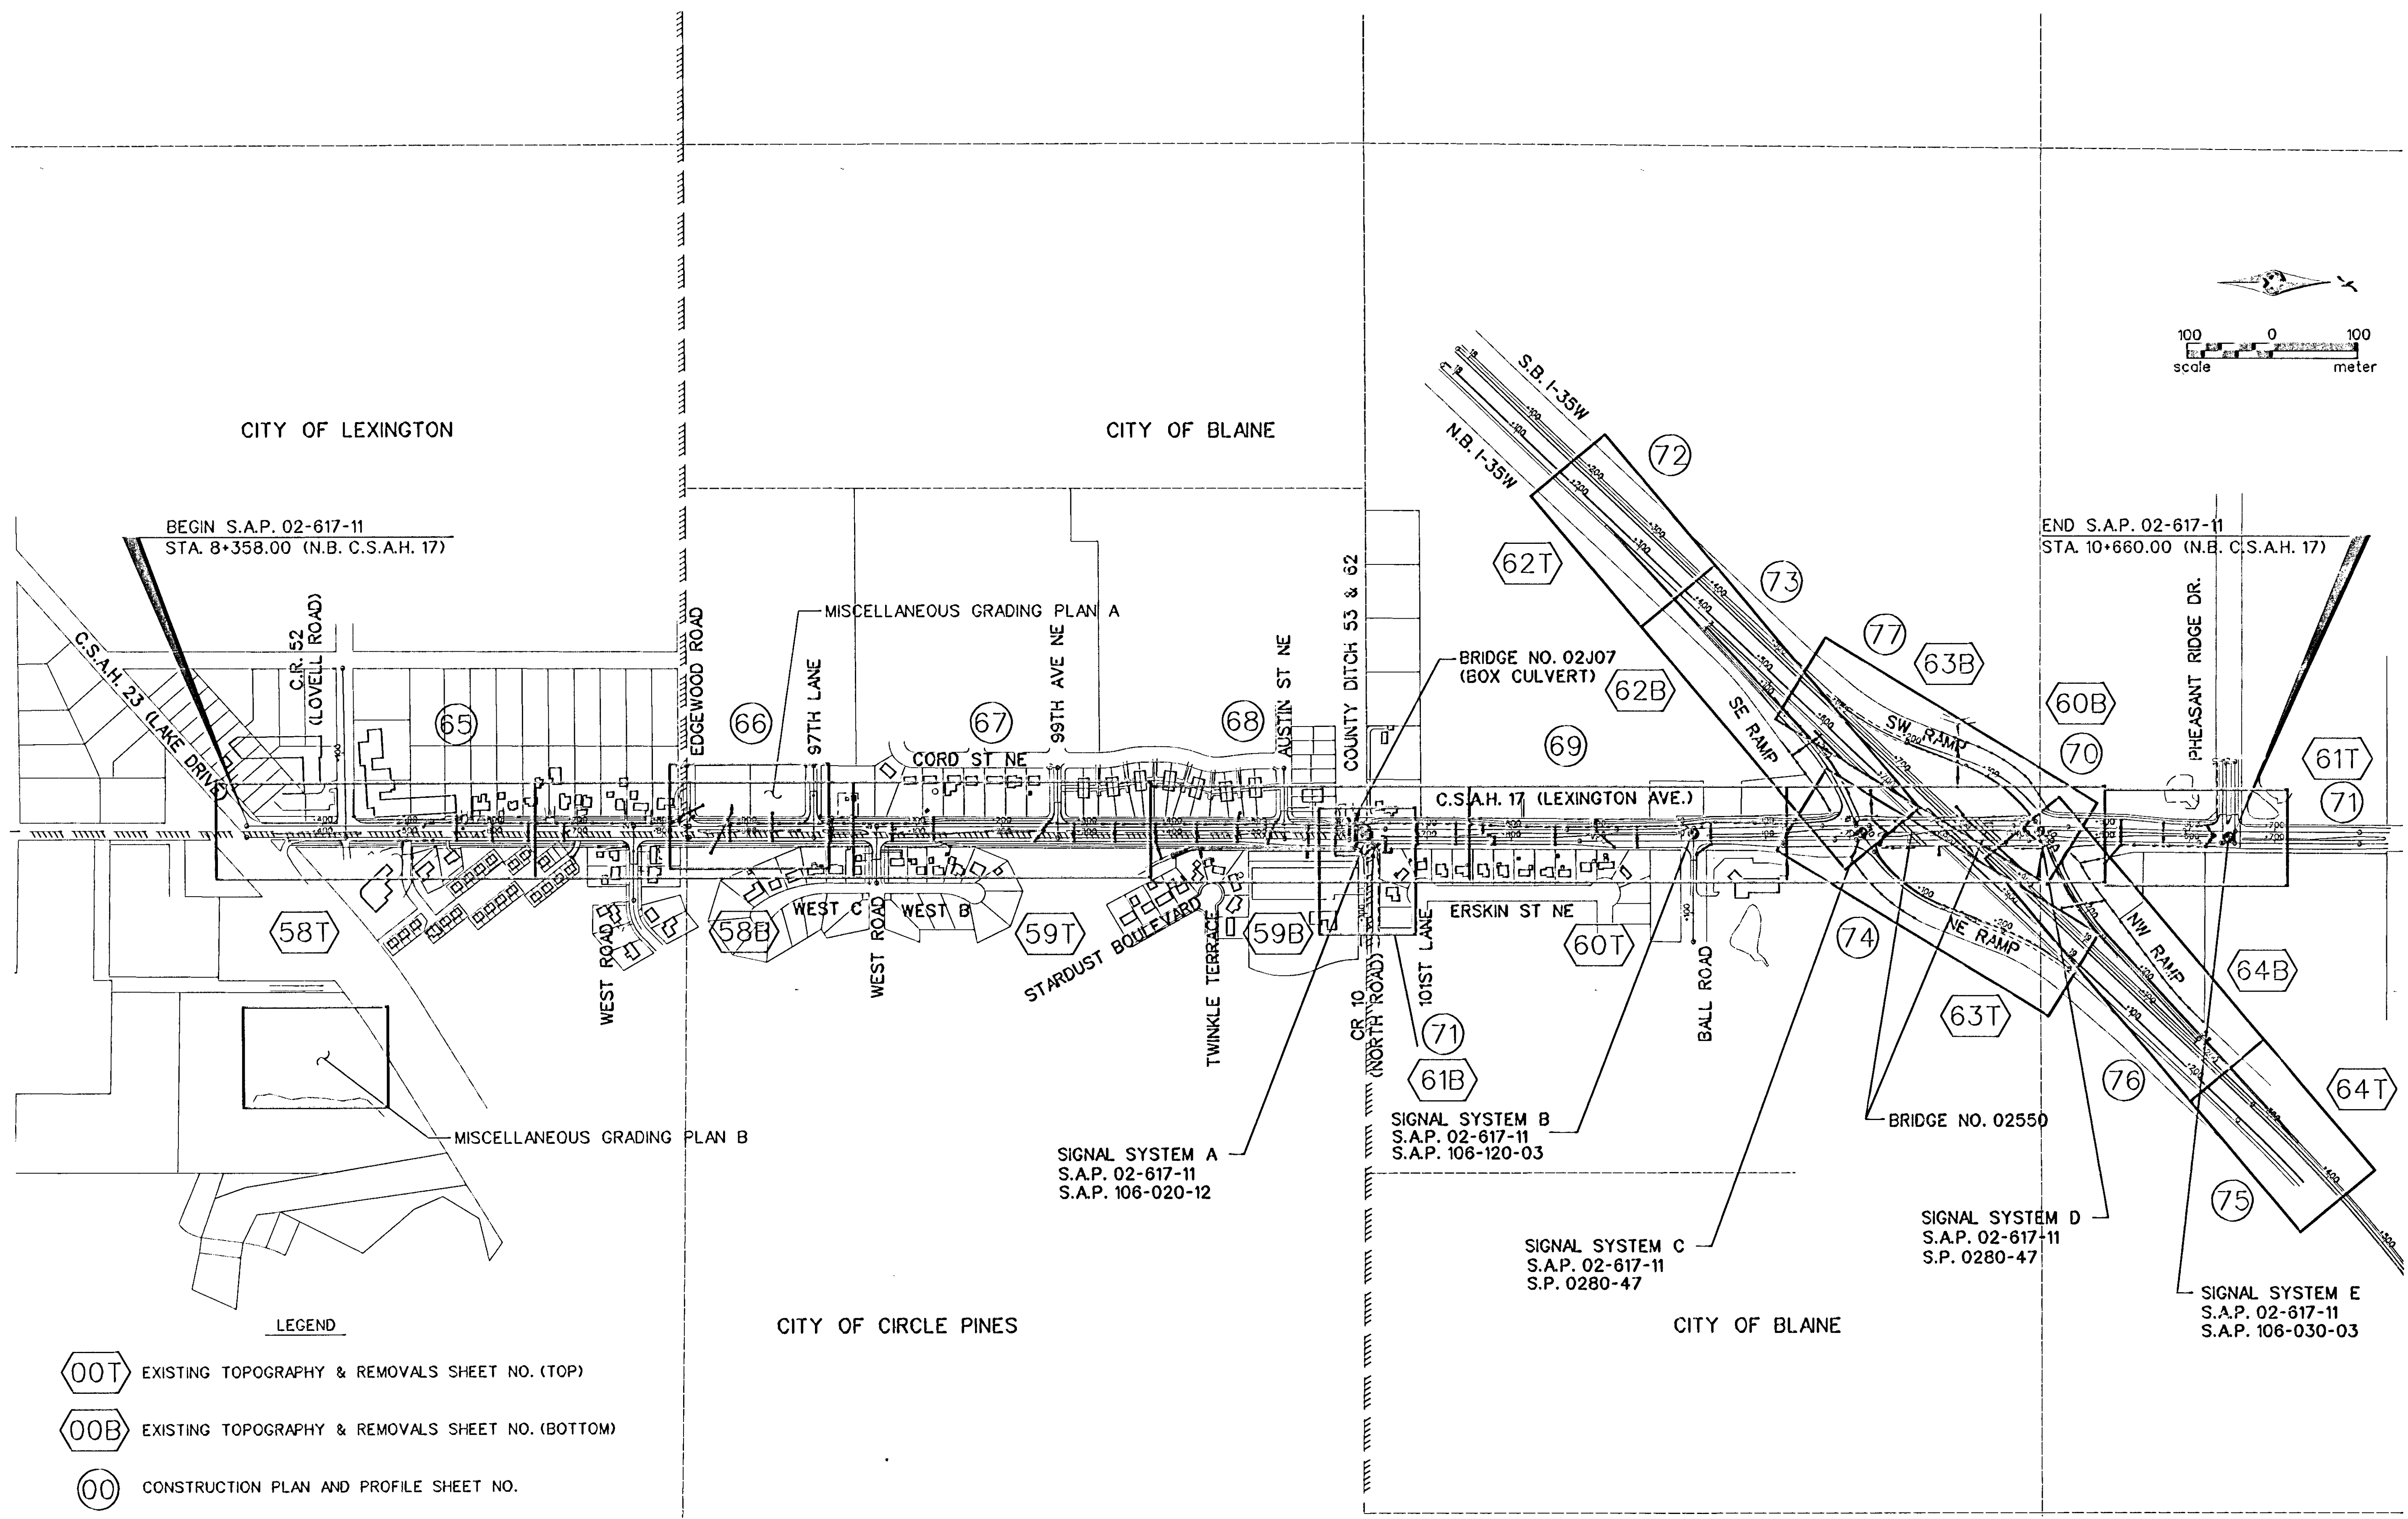 100 0 100
scale meter
CITY OF LEXINGTON
CITY OF BLAINE
S.B. I-35W
N.B. I-35W
72
BEGIN S.A.P. 02-617-11
STA. 8+358.00 (N.B. C.S.A.H. 17)
END S.A.P. 02-617-11
STA. 10+660.00 (N.B. C.S.A.H. 17)
62T
73
C.S.A.H. 23 (LAKE DRIVE)
C.R. 52
(LOVELL ROAD)
65
EDGEWOOD ROAD
MISCELLANEOUS GRADING PLAN A
66
97TH LANE
67
99TH AVE NE
CORD ST NE
68
AUSTIN ST NE
COUNTY DITCH 53 & 62
BRIDGE NO. 02J07
(BOX CULVERT)
62B
69
SE RAMP
77
63B
SW RAMP
60B
70
PHEASANT RIDGE DR.
61T
71
C.S.A.H. 17 (LEXINGTON AVE.)
58T
WEST ROAD
58B
WEST C
WEST ROAD
WEST B
59T
STARDUST BOULEVARD
TWINKLE TERRACE
59B
CR 10
(NORTH ROAD)
101ST LANE
ERSKIN ST NE
60T
BALL ROAD
74
NE RAMP
63T
NW RAMP
64B
71
61B
76
64T
75
MISCELLANEOUS GRADING PLAN B
SIGNAL SYSTEM A
S.A.P. 02-617-11
S.A.P. 106-020-12
SIGNAL SYSTEM B
S.A.P. 02-617-11
S.A.P. 106-120-03
BRIDGE NO. 02550
SIGNAL SYSTEM C
S.A.P. 02-617-11
S.P. 0280-47
SIGNAL SYSTEM D
S.A.P. 02-617-11
S.P. 0280-47
SIGNAL SYSTEM E
S.A.P. 02-617-11
S.A.P. 106-030-03
CITY OF CIRCLE PINES
CITY OF BLAINE
LEGEND
00T EXISTING TOPOGRAPHY & REMOVALS SHEET NO. (TOP)
00B EXISTING TOPOGRAPHY & REMOVALS SHEET NO. (BOTTOM)
00 CONSTRUCTION PLAN AND PROFILE SHEET NO.